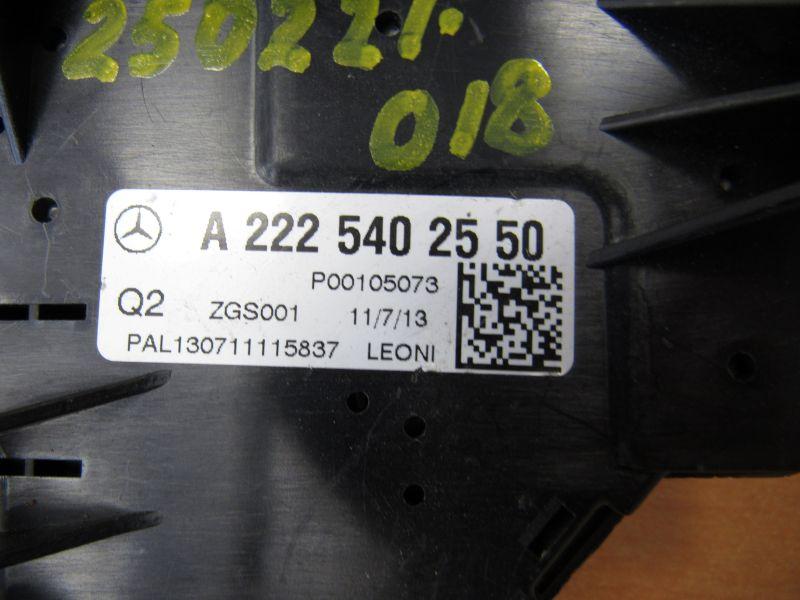 250221.
018
A 222 540 25 50
P00105073
Q2 ZGS001 11/7/13
PAL130711115837 LEONI